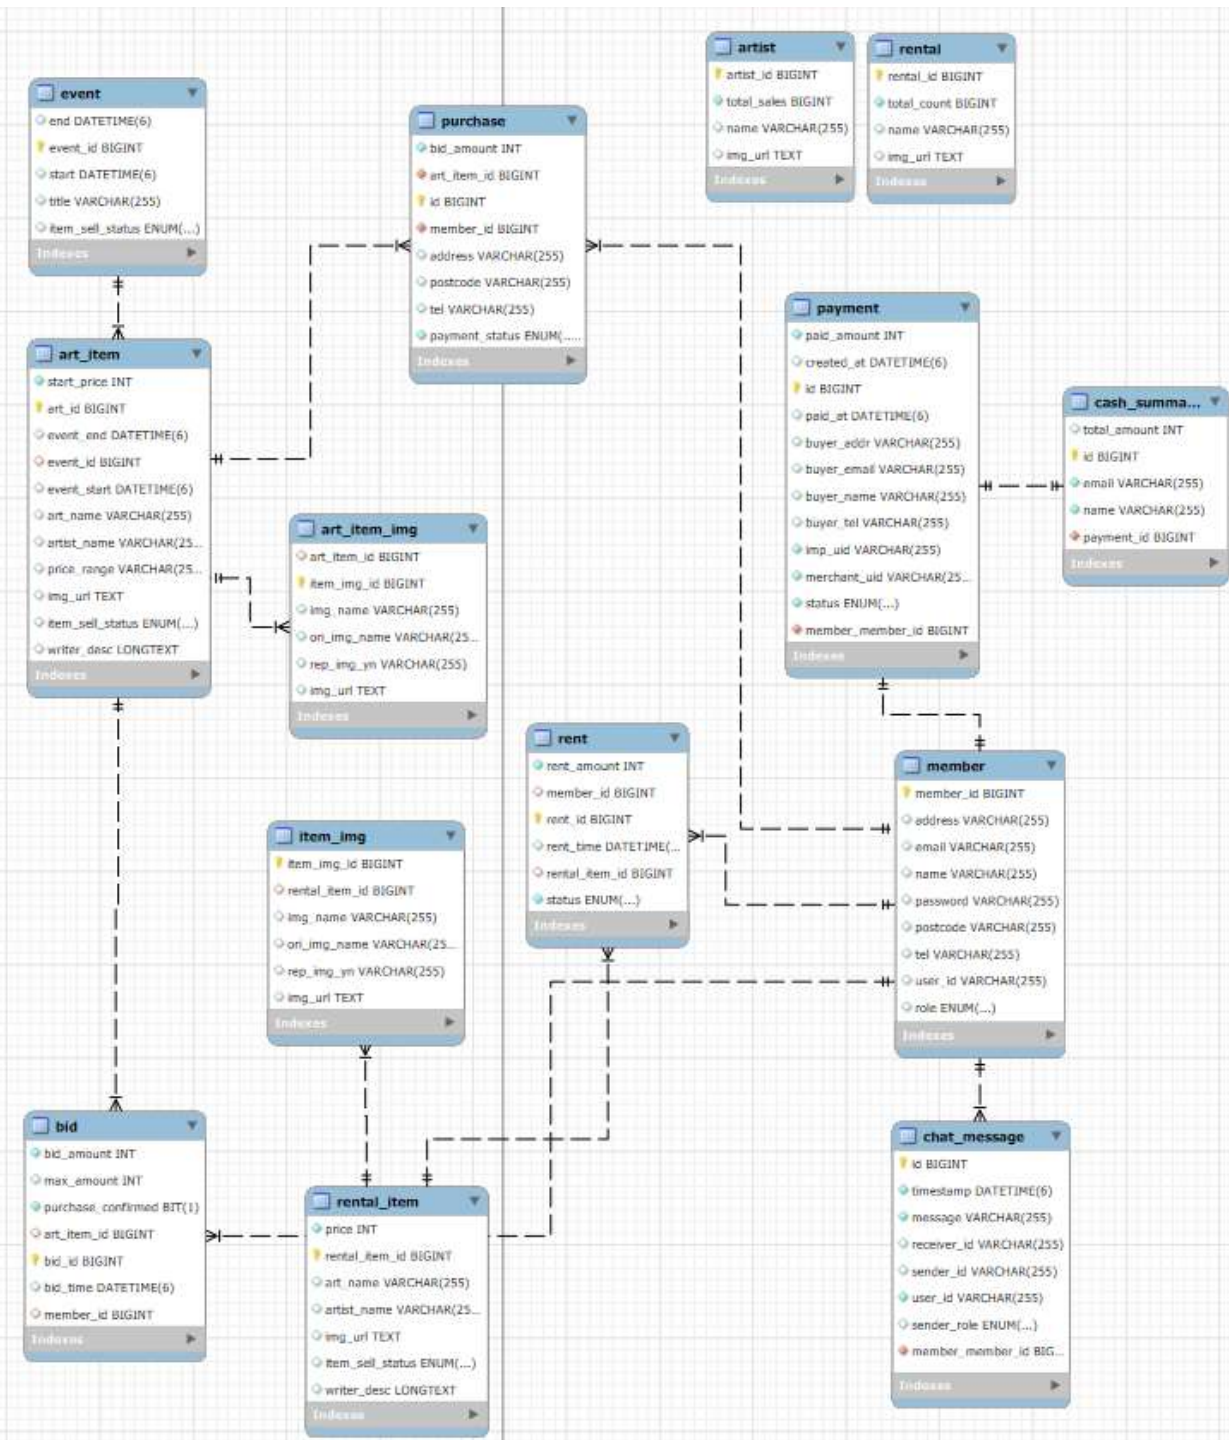 event
end DATETIME(6)
event_id BIGINT
start DATETIME(6)
title VARCHAR(255)
item_sell_status ENUM(...)
Indexes
art_item
start_price INT
art_id BIGINT
event_end DATETIME(6)
event_id BIGINT
event_start DATETIME(6)
art_name VARCHAR(255)
artist_name VARCHAR(25...
price_range VARCHAR(25...
img_url TEXT
item_sell_status ENUM(...)
writer_desc LONGTEXT
Indexes
purchase
bid_amount INT
art_item_id BIGINT
id BIGINT
member_id BIGINT
address VARCHAR(255)
postcode VARCHAR(255)
tel VARCHAR(255)
payment_status ENUM(.....
Indexes
artist
artist_id BIGINT
total_sales BIGINT
name VARCHAR(255)
img_url TEXT
Indexes
rental
rental_id BIGINT
total_count BIGINT
name VARCHAR(255)
img_url TEXT
Indexes
payment
paid_amount INT
created_at DATETIME(6)
id BIGINT
paid_at DATETIME(6)
buyer_addr VARCHAR(255)
buyer_email VARCHAR(255)
buyer_name VARCHAR(255)
buyer_tel VARCHAR(255)
imp_uid VARCHAR(255)
merchant_uid VARCHAR(25...
status ENUM(...)
member_member_id BIGINT
Indexes
cash_summa...
total_amount INT
id BIGINT
email VARCHAR(255)
name VARCHAR(255)
payment_id BIGINT
Indexes
art_item_img
art_item_id BIGINT
item_img_id BIGINT
img_name VARCHAR(255)
ori_img_name VARCHAR(25...
rep_img_yn VARCHAR(255)
img_url TEXT
Indexes
rent
rent_amount INT
member_id BIGINT
rent_id BIGINT
rent_time DATETIME(...
rental_item_id BIGINT
status ENUM(...)
Indexes
member
member_id BIGINT
address VARCHAR(255)
email VARCHAR(255)
name VARCHAR(255)
password VARCHAR(255)
postcode VARCHAR(255)
tel VARCHAR(255)
user_id VARCHAR(255)
role ENUM(...)
Indexes
item_img
item_img_id BIGINT
rental_item_id BIGINT
img_name VARCHAR(255)
ori_img_name VARCHAR(25...
rep_img_yn VARCHAR(255)
img_url TEXT
Indexes
bid
bid_amount INT
max_amount INT
purchase_confirmed BIT(1)
art_item_id BIGINT
bid_id BIGINT
bid_time DATETIME(6)
member_id BIGINT
Indexes
rental_item
price INT
rental_item_id BIGINT
art_name VARCHAR(255)
artist_name VARCHAR(25...
img_url TEXT
item_sell_status ENUM(...)
writer_desc LONGTEXT
Indexes
chat_message
id BIGINT
timestamp DATETIME(6)
message VARCHAR(255)
receiver_id VARCHAR(255)
sender_id VARCHAR(255)
user_id VARCHAR(255)
sender_role ENUM(...)
member_member_id BIG...
Indexes